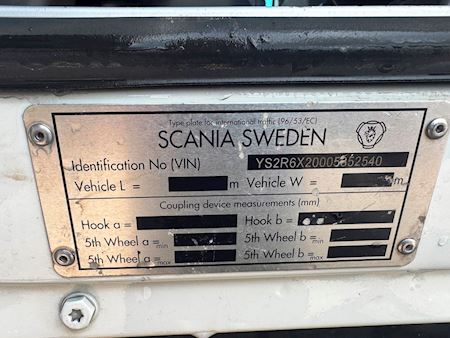 Type plate for international traffic (96/53/EC)
SCANIA SWEDEN
Identification No (VIN) YS2R6X20005352540
Vehicle L = m Vehicle W = m
Coupling device measurements (mm)
Hook a = Hook b =
5th Wheel a min = 5th Wheel b min =
5th Wheel a max = 5th Wheel b max =